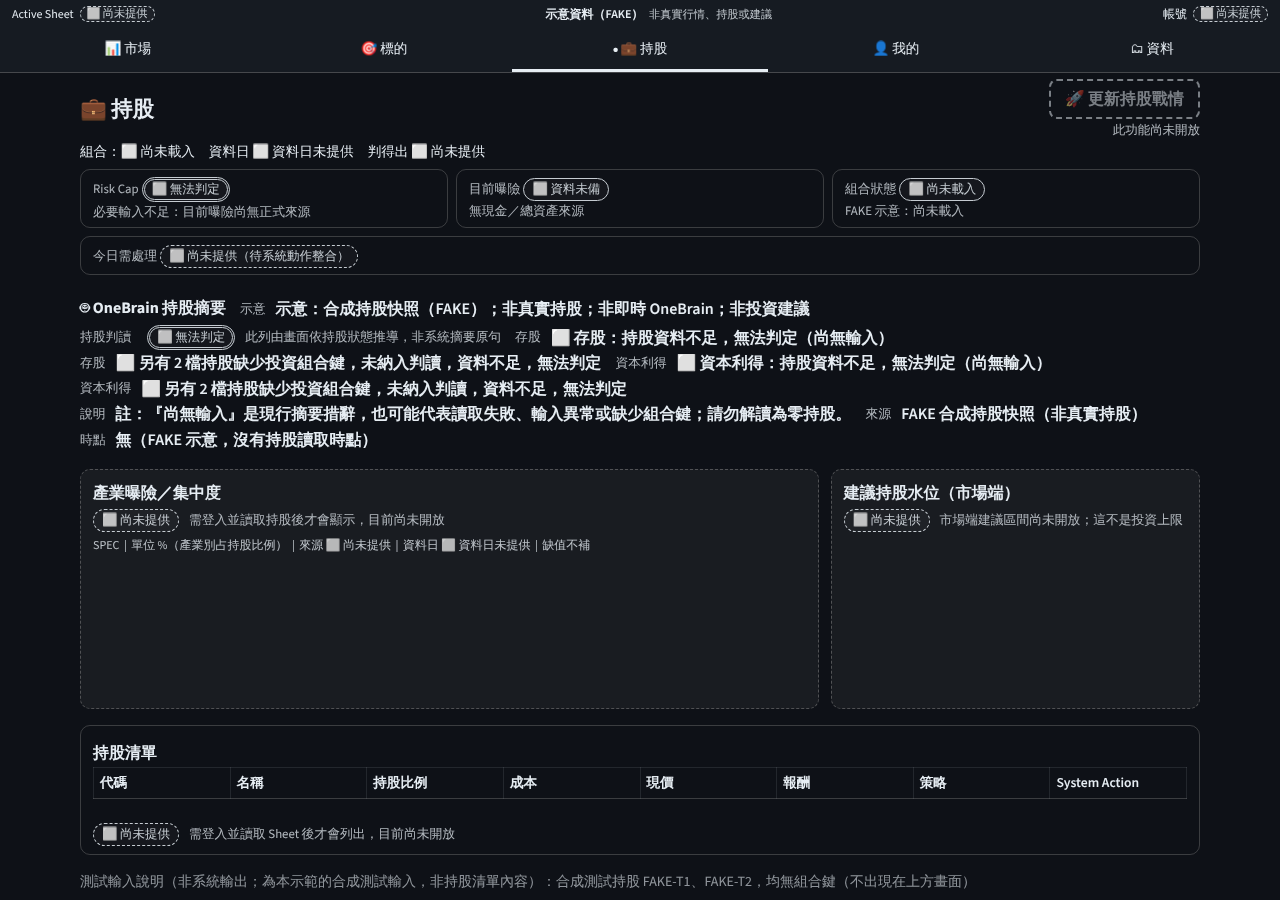 Active Sheet ⬜ 尚未提供 示意資料（FAKE） 非真實行情、持股或建議 帳號 ⬜ 尚未提供
📊 市場 🎯 標的 • 💼 持股 👤 我的 🗂 資料
💼 持股 🚀 更新持股戰情
此功能尚未開放
組合：⬜ 尚未載入 資料日 ⬜ 資料日未提供 判得出 ⬜ 尚未提供
Risk Cap ⬜ 無法判定
必要輸入不足：目前曝險尚無正式來源
目前曝險 ⬜ 資料未備
無現金／總資產來源
組合狀態 ⬜ 尚未載入
FAKE 示意：尚未載入
今日需處理 ⬜ 尚未提供（待系統動作整合）
OneBrain 持股摘要 示意 示意：合成持股快照（FAKE）；非真實持股；非即時 OneBrain；非投資建議
持股判讀 ⬜ 無法判定 此列由畫面依持股狀態推導，非系統摘要原句 存股 ⬜ 存股：持股資料不足，無法判定（尚無輸入）
存股 ⬜ 另有 2 檔持股缺少投資組合鍵，未納入判讀，資料不足，無法判定 資本利得 ⬜ 資本利得：持股資料不足，無法判定（尚無輸入）
資本利得 ⬜ 另有 2 檔持股缺少投資組合鍵，未納入判讀，資料不足，無法判定
說明 註：『尚無輸入』是現行摘要措辭，也可能代表讀取失敗、輸入異常或缺少組合鍵；請勿解讀為零持股。 來源 FAKE 合成持股快照（非真實持股）
時點 無（FAKE 示意，沒有持股讀取時點）
產業曝險／集中度
⬜ 尚未提供 需登入並讀取持股後才會顯示，目前尚未開放
SPEC｜單位 %（產業別占持股比例）｜來源 ⬜ 尚未提供｜資料日 ⬜ 資料日未提供｜缺值不補
建議持股水位（市場端）
⬜ 尚未提供 市場端建議區間尚未開放；這不是投資上限
持股清單
代碼 名稱 持股比例 成本 現價 報酬 策略 System Action
⬜ 尚未提供 需登入並讀取 Sheet 後才會列出，目前尚未開放
測試輸入說明（非系統輸出；為本示範的合成測試輸入，非持股清單內容）：合成測試持股 FAKE-T1、FAKE-T2，均無組合鍵（不出現在上方畫面）